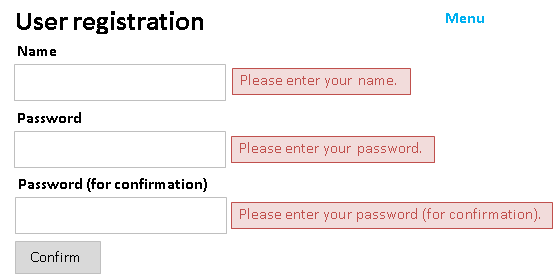 User registration
Menu
Name
Please enter your name.
Password
Please enter your password.
Password (for confirmation)
Please enter your password (for confirmation).
Confirm